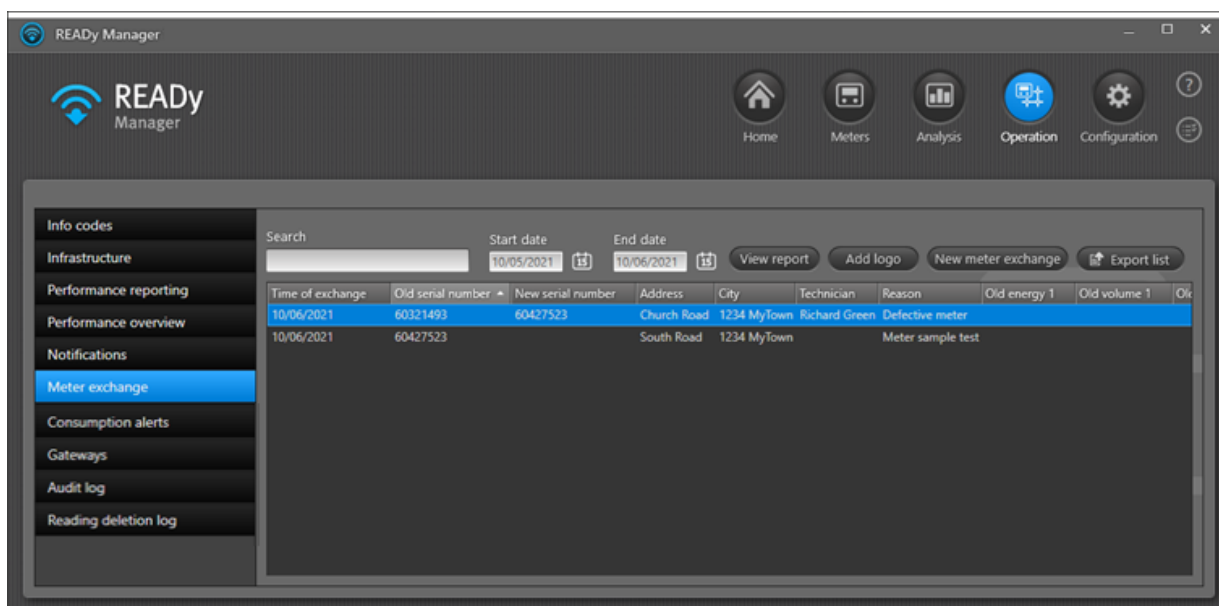 READy Manager
READy
Manager
Home Meters Analysis Operation Configuration
Info codes
Infrastructure
Performance reporting
Performance overview
Notifications
Meter exchange
Consumption alerts
Gateways
Audit log
Reading deletion log
Search Start date End date
10/05/2021 15 10/06/2021 15 View report Add logo New meter exchange Export list
Time of exchange Old serial number New serial number Address City Technician Reason Old energy 1 Old volume 1
10/06/2021 60321493 60427523 Church Road 1234 MyTown Richard Green Defective meter
10/06/2021 60427523 South Road 1234 MyTown Meter sample test